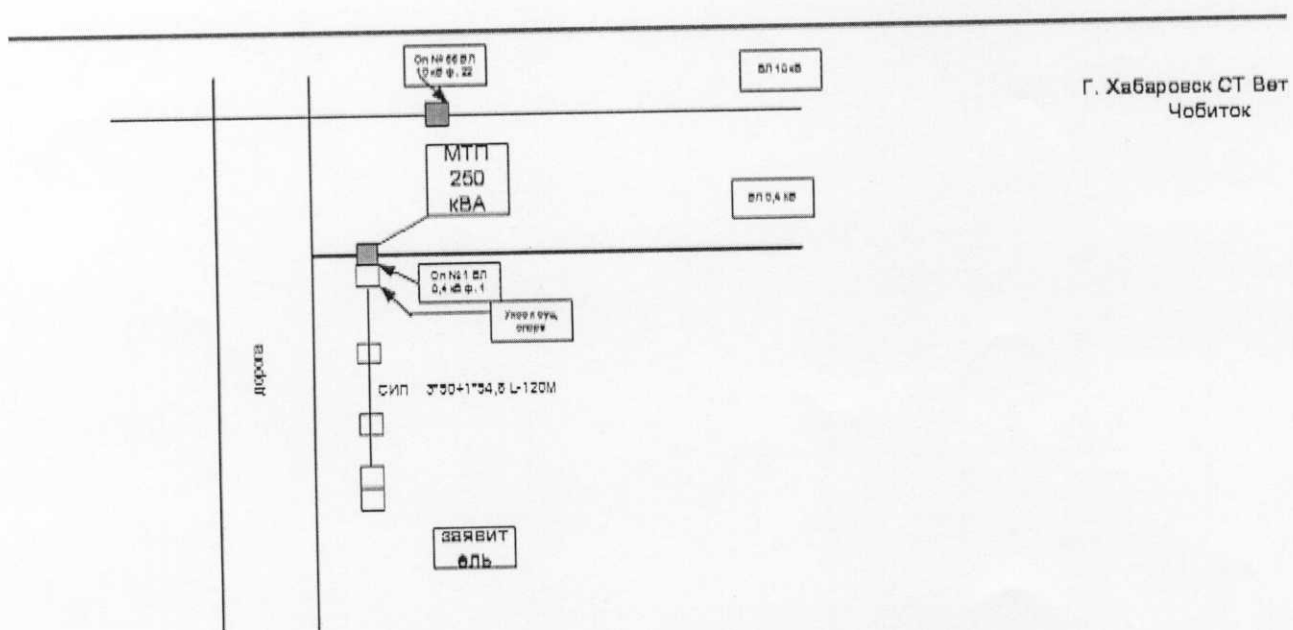 Оп № 66 ВЛ
10 кВ ф. 22
ВЛ 10 кВ
Г. Хабаровск СТ Вет
Чобиток
МТП
250
кВА
ВЛ 0,4 кВ
Оп №1 ВЛ
0,4 кВ ф. 1
Укос к сущ.
опоре
дорога
СИП 3*50+1*54,6 L-120М
заявит
ель